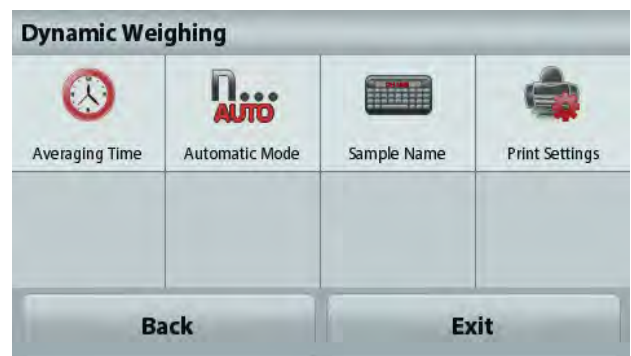 Dynamic Weighing
n...
AUTO
Averaging Time
Automatic Mode
Sample Name
Print Settings
Back
Exit